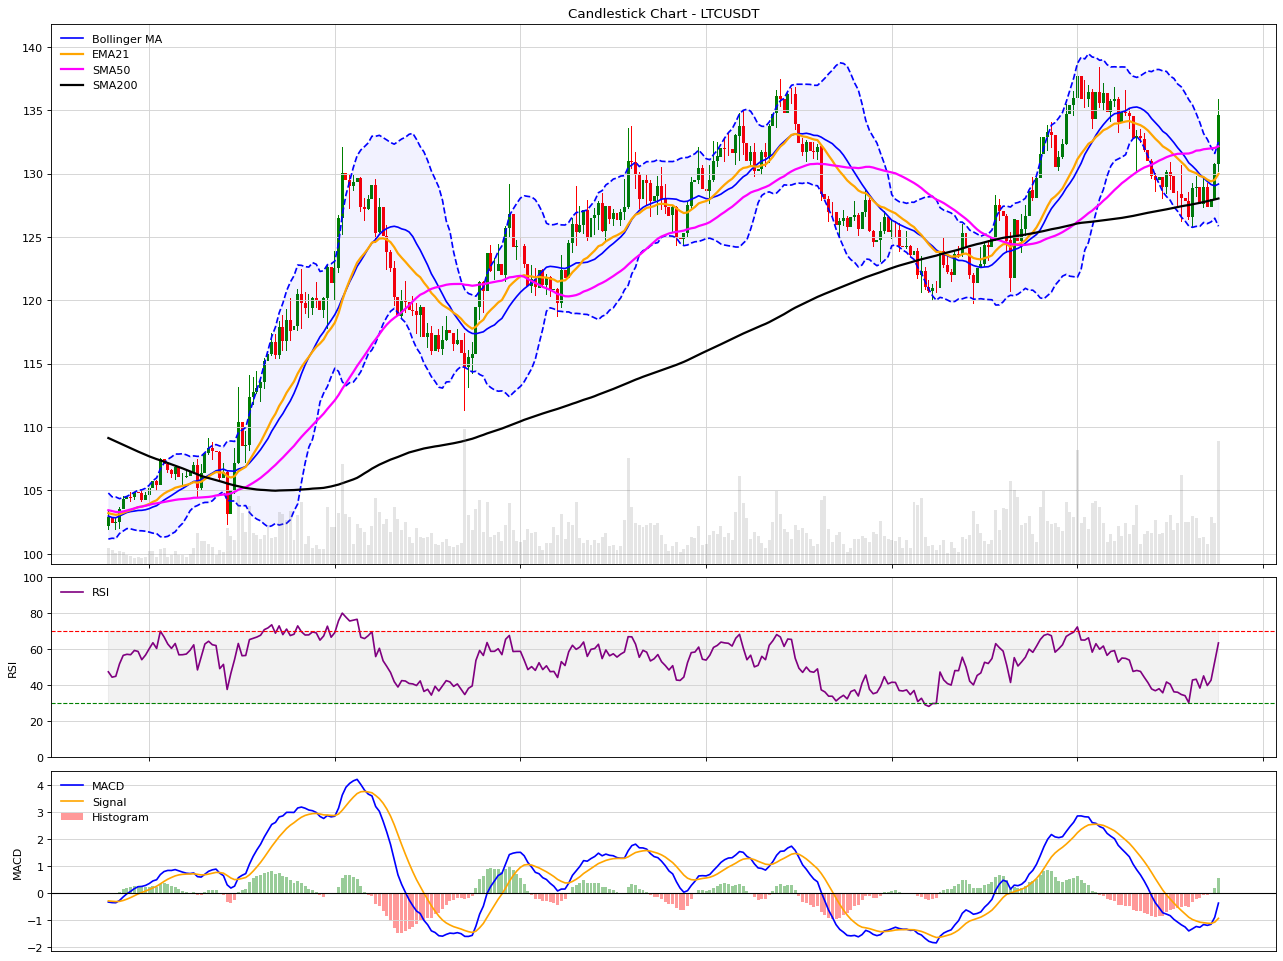 Candlestick Chart - LTCUSDT
Bollinger MA
EMA21
SMA50
SMA200
140
135
130
125
120
115
110
105
100
RSI
100
80
60
40
20
0
RSI
MACD
Signal
Histogram
4
3
2
1
0
−1
−2
MACD